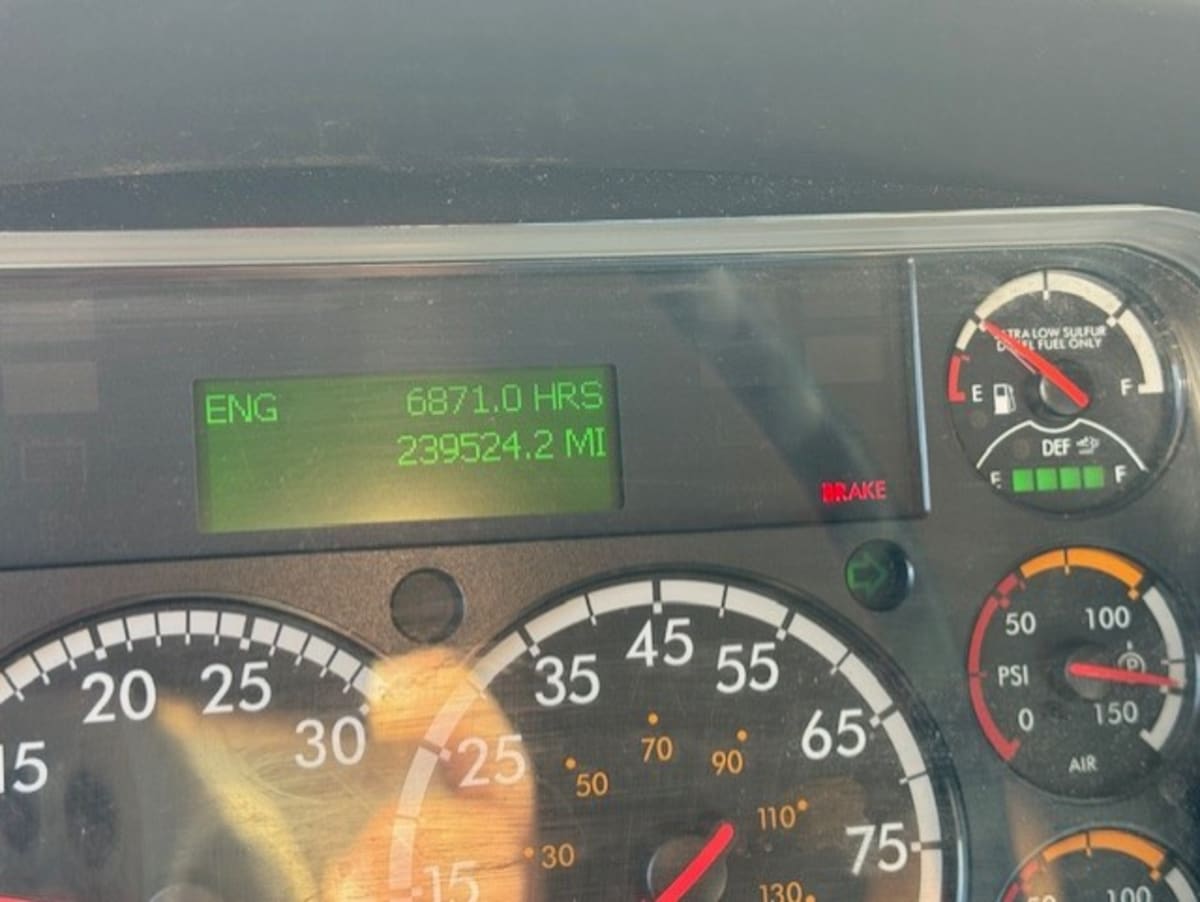 ENG 6871.0 HRS
239524.2 MI
BRAKE
ULTRA LOW SULFUR
DIESEL FUEL ONLY
E F
DEF
E F
50 100
PSI
0 150
P
AIR
15 20 25 30
15 25 35 45 55 65 75
30 50 70 90 110 130
50 100